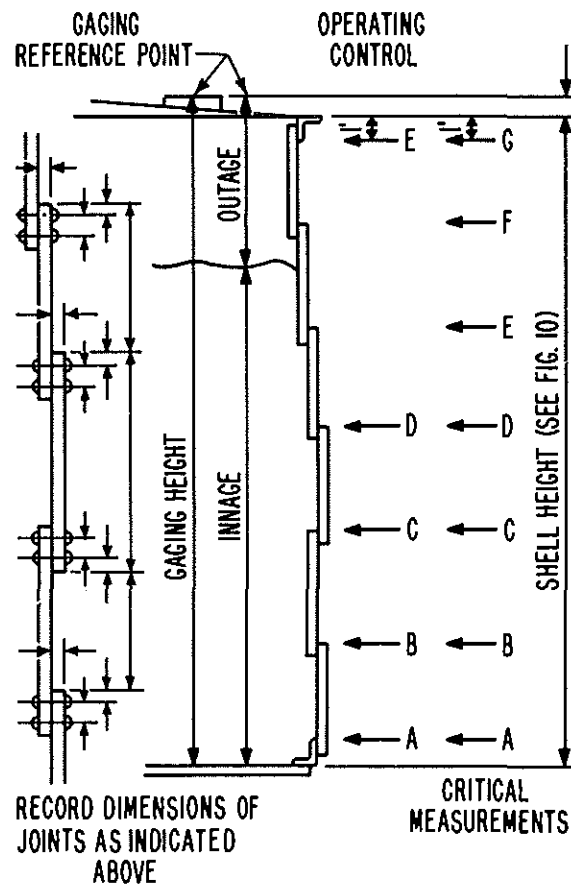 GAGING
REFERENCE POINT
OPERATING
CONTROL
E
G
OUTAGE
F
E
D
D
GAGING HEIGHT
INNAGE
SHELL HEIGHT (SEE FIG. 10)
C
C
B
B
A
A
RECORD DIMENSIONS OF
JOINTS AS INDICATED
ABOVE
CRITICAL
MEASUREMENTS